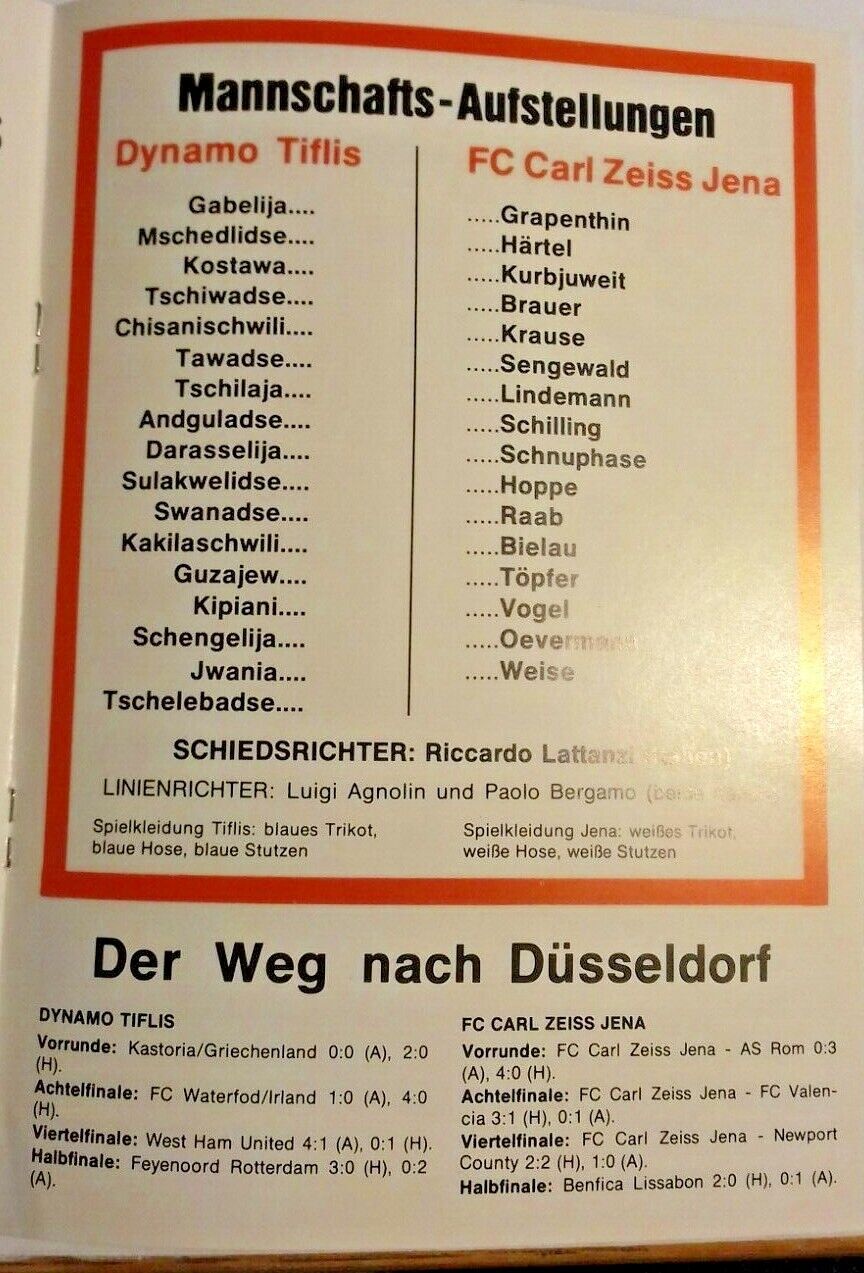 Mannschafts-Aufstellungen
Dynamo Tiflis
Gabelija....
Mschedlidse....
Kostawa....
Tschiwadse....
Chisanischwili....
Tawadse....
Tschilaja....
Andguladse....
Darasselija....
Sulakwelidse....
Swanadse....
Kakilaschwili....
Guzajew....
Kipiani....
Schengelija....
Jwania....
Tschelebadse....
FC Carl Zeiss Jena
.....Grapenthin
.....Härtel
.....Kurbjuweit
.....Brauer
.....Krause
.....Sengewald
.....Lindemann
.....Schilling
.....Schnuphase
.....Hoppe
.....Raab
.....Bielau
.....Töpfer
.....Vogel
.....Oevermann
.....Weise
SCHIEDSRICHTER: Riccardo Lattanzi
LINIENRICHTER: Luigi Agnolin und Paolo Bergamo
Spielkleidung Tiflis: blaues Trikot,
blaue Hose, blaue Stutzen
Spielkleidung Jena: weißes Trikot,
weiße Hose, weiße Stutzen
Der Weg nach Düsseldorf
DYNAMO TIFLIS
Vorrunde: Kastoria/Griechenland 0:0 (A), 2:0
(H).
Achtelfinale: FC Waterfod/Irland 1:0 (A), 4:0
(H).
Viertelfinale: West Ham United 4:1 (A), 0:1 (H).
Halbfinale: Feyenoord Rotterdam 3:0 (H), 0:2
(A).
FC CARL ZEISS JENA
Vorrunde: FC Carl Zeiss Jena - AS Rom 0:3
(A), 4:0 (H).
Achtelfinale: FC Carl Zeiss Jena - FC Valen-
cia 3:1 (H), 0:1 (A).
Viertelfinale: FC Carl Zeiss Jena - Newport
County 2:2 (H), 1:0 (A).
Halbfinale: Benfica Lissabon 2:0 (H), 0:1 (A).